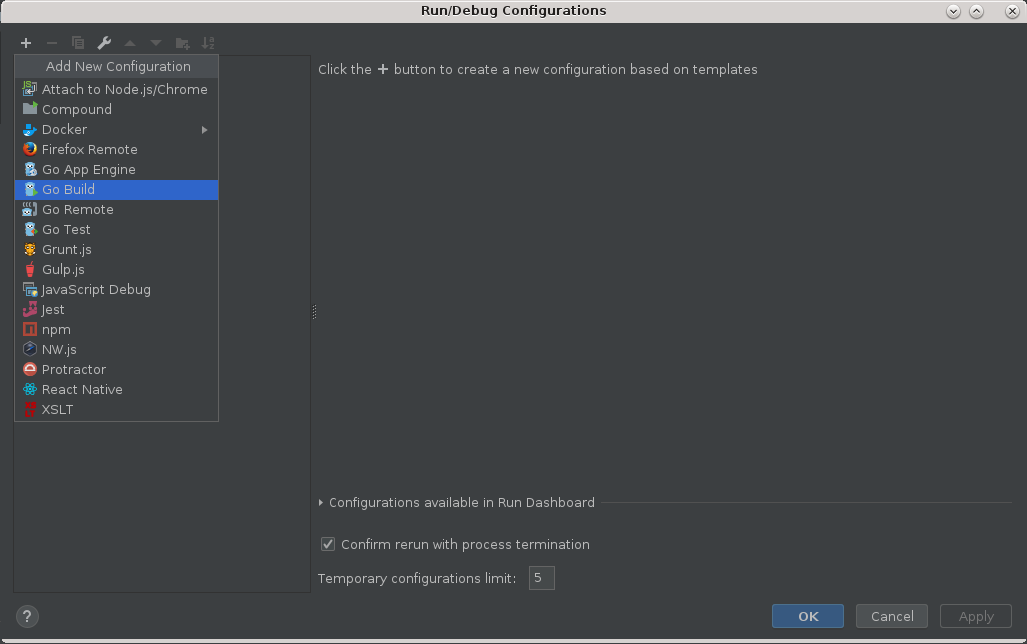 Run/Debug Configurations
Add New Configuration
Attach to Node.js/Chrome
Compound
Docker
Firefox Remote
Go App Engine
Go Build
Go Remote
Go Test
Grunt.js
Gulp.js
JavaScript Debug
Jest
npm
NW.js
Protractor
React Native
XSLT
Click the + button to create a new configuration based on templates
Configurations available in Run Dashboard
Confirm rerun with process termination
Temporary configurations limit: 5
? OK Cancel Apply